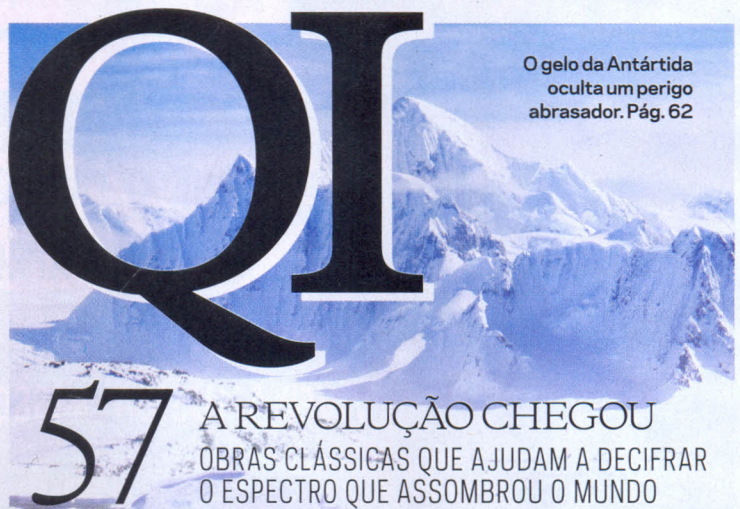 QI
O gelo da Antártida
oculta um perigo
abrasador. Pág. 62
57
A REVOLUÇÃO CHEGOU
OBRAS CLÁSSICAS QUE AJUDAM A DECIFRAR
O ESPECTRO QUE ASSOMBROU O MUNDO